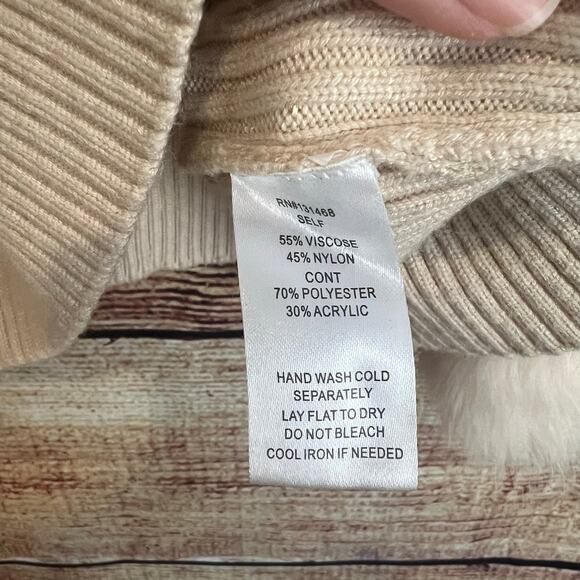 RN#131468
SELF
55% VISCOSE
45% NYLON
CONT
70% POLYESTER
30% ACRYLIC
HAND WASH COLD
SEPARATELY
LAY FLAT TO DRY
DO NOT BLEACH
COOL IRON IF NEEDED